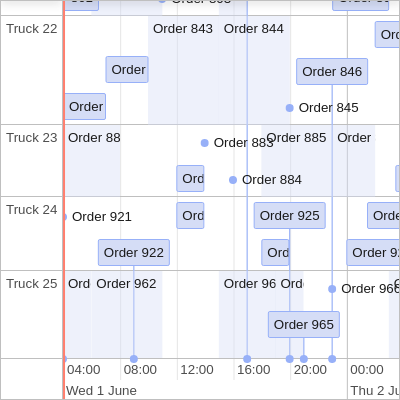 Truck 22
Order 843
Order 844
Ord
Order
Order 846
Order
Order 845
Truck 23
Order 88
Order 883
Order 885
Order
Ord
Order 884
Truck 24
Order 921
Ord
Order 925
Orde
Order 922
Ord
Order 9
Truck 25
Ord
Order 962
Order 96
Ord
Order 966
Order 965
04:00
08:00
12:00
16:00
20:00
00:00
Wed 1 June
Thu 2 Ju